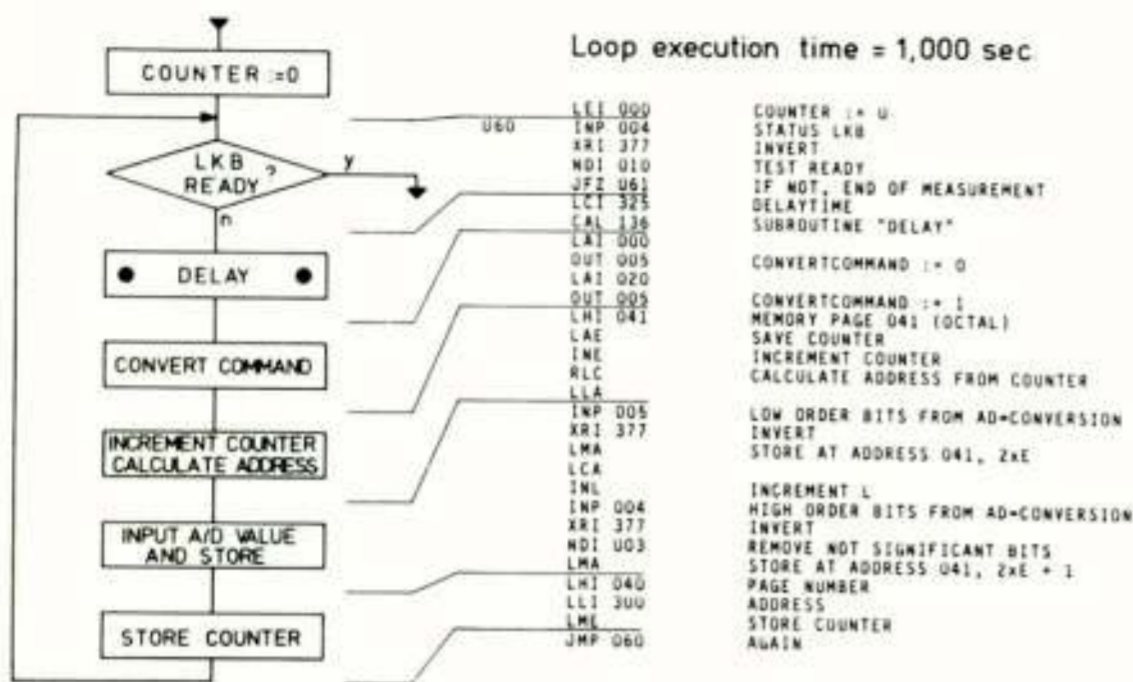 Loop execution time = 1,000 sec
COUNTER :=0
LKB
READY ?
y
n
DELAY
CONVERT COMMAND
INCREMENT COUNTER
CALCULATE ADDRESS
INPUT A/D VALUE
AND STORE
STORE COUNTER
LEI 000 COUNTER := 0
060 INP 004 STATUS LKB
XRI 377 INVERT
NDI 010 TEST READY
JFZ 061 IF NOT, END OF MEASUREMENT
LCI 325 DELAYTIME
CAL 136 SUBROUTINE "DELAY"
LAI 000
OUT 005 CONVERTCOMMAND := 0
LAI 020
OUT 005 CONVERTCOMMAND := 1
LHI 041 MEMORY PAGE 041 (OCTAL)
LAE SAVE COUNTER
INE INCREMENT COUNTER
RLC CALCULATE ADDRESS FROM COUNTER
LLA
INP 005 LOW ORDER BITS FROM AD=CONVERSION
XRI 377 INVERT
LMA STORE AT ADDRESS 041, 2xE
LCA
INL INCREMENT L
INP 004 HIGH ORDER BITS FROM AD=CONVERSION
XRI 377 INVERT
NDI 003 REMOVE NOT SIGNIFICANT BITS
LMA STORE AT ADDRESS 041, 2xE + 1
LHI 040 PAGE NUMBER
LLI 300 ADDRESS
LME STORE COUNTER
JMP 060 AGAIN